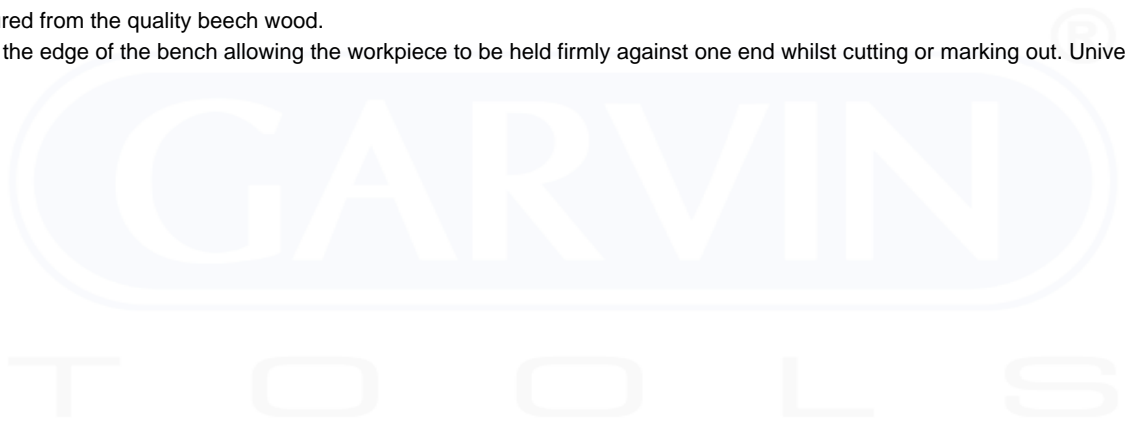 red from the quality beech wood.
the edge of the bench allowing the workpiece to be held firmly against one end whilst cutting or marking out. Unive
GARVIN®
TOOLS